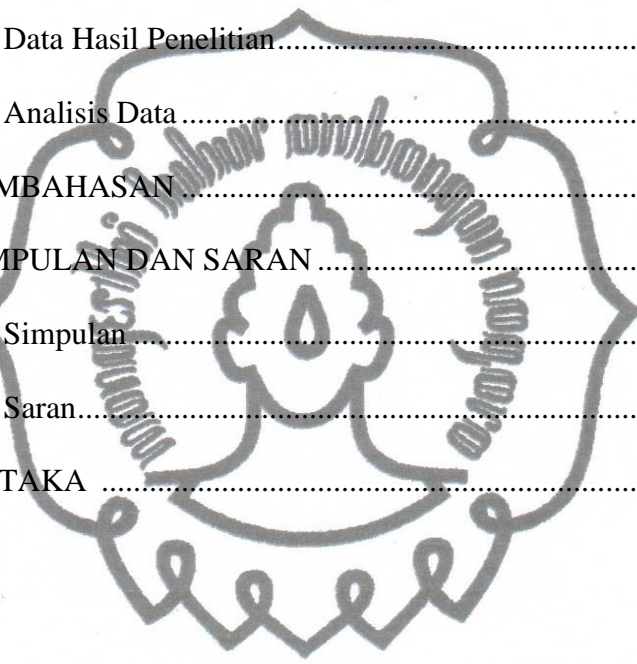 Data Hasil Penelitian
Analisis Data
MBAHASAN
MPULAN DAN SARAN
Simpulan
Saran
TAKA